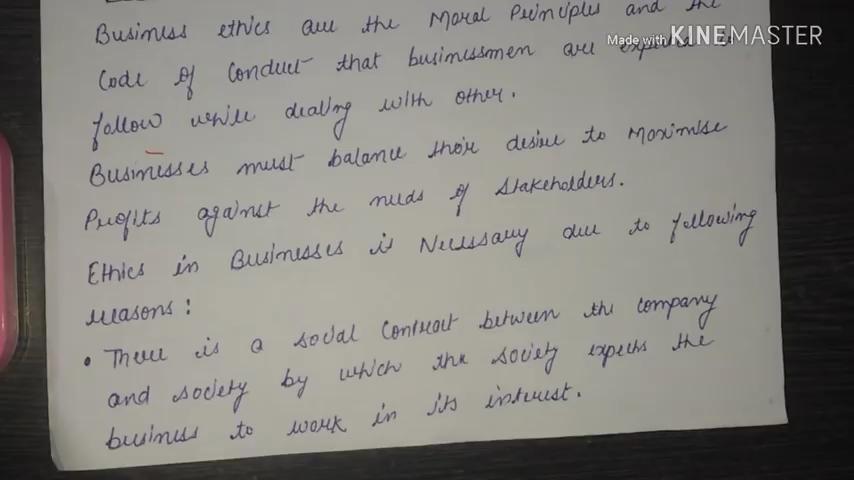 Business ethics are the Moral Principles and the
Made with KINEMASTER
Code of Conduct that businessmen are
follow while dealing with other.
Businesses must balance their desire to Maximise
Profits against the needs of Stakeholders.
Ethics in Businesses is Necessary due to following
reasons:
• There is a social Contract between the company
and society by which the society expects the
business to work in its interest.